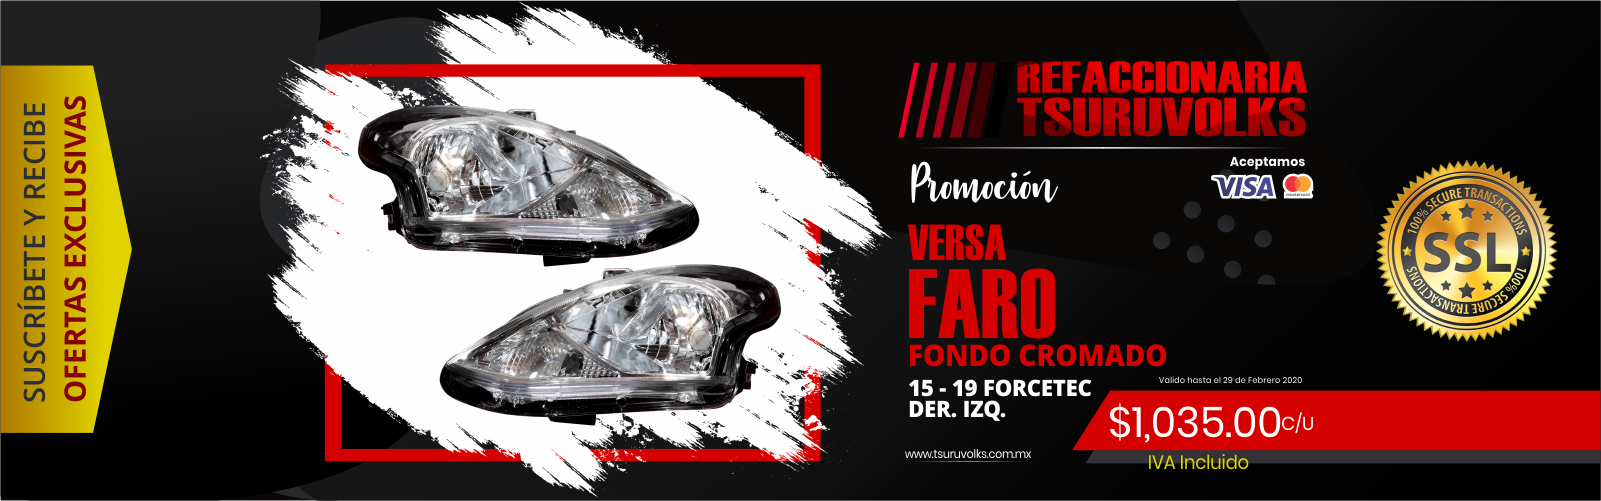 SUSCRÍBETE Y RECIBE
OFERTAS EXCLUSIVAS
REFACCIONARIA
TSURUVOLKS
Promoción
Aceptamos
VISA
mastercard
VERSA
FARO
FONDO CROMADO
15 - 19 FORCETEC
DER. IZQ.
www.tsuruvolks.com.mx
Valido hasta el 29 de Febrero 2020
$1,035.00 C/U
IVA Incluido
100% SECURE TRANSACTIONS
SSL
100% SECURE TRANSACTIONS